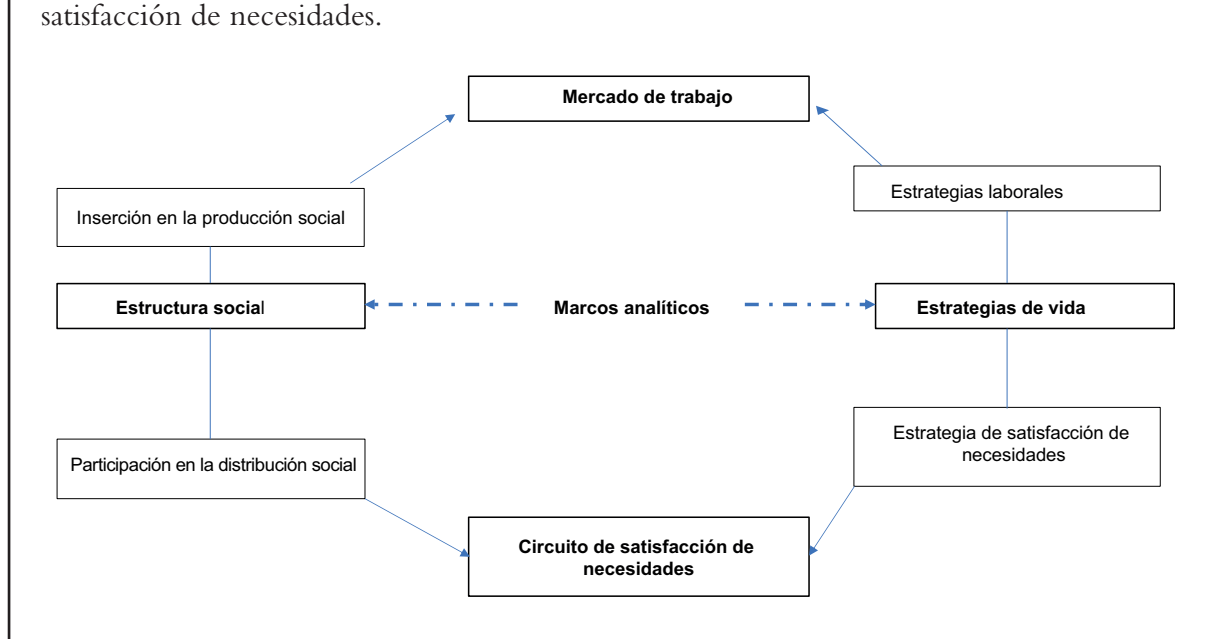 satisfacción de necesidades.
Mercado de trabajo
Estrategias laborales
Inserción en la producción social
Estructura social
Marcos analíticos
Estrategias de vida
Estrategia de satisfacción de
necesidades
Participación en la distribución social
Circuito de satisfacción de
necesidades